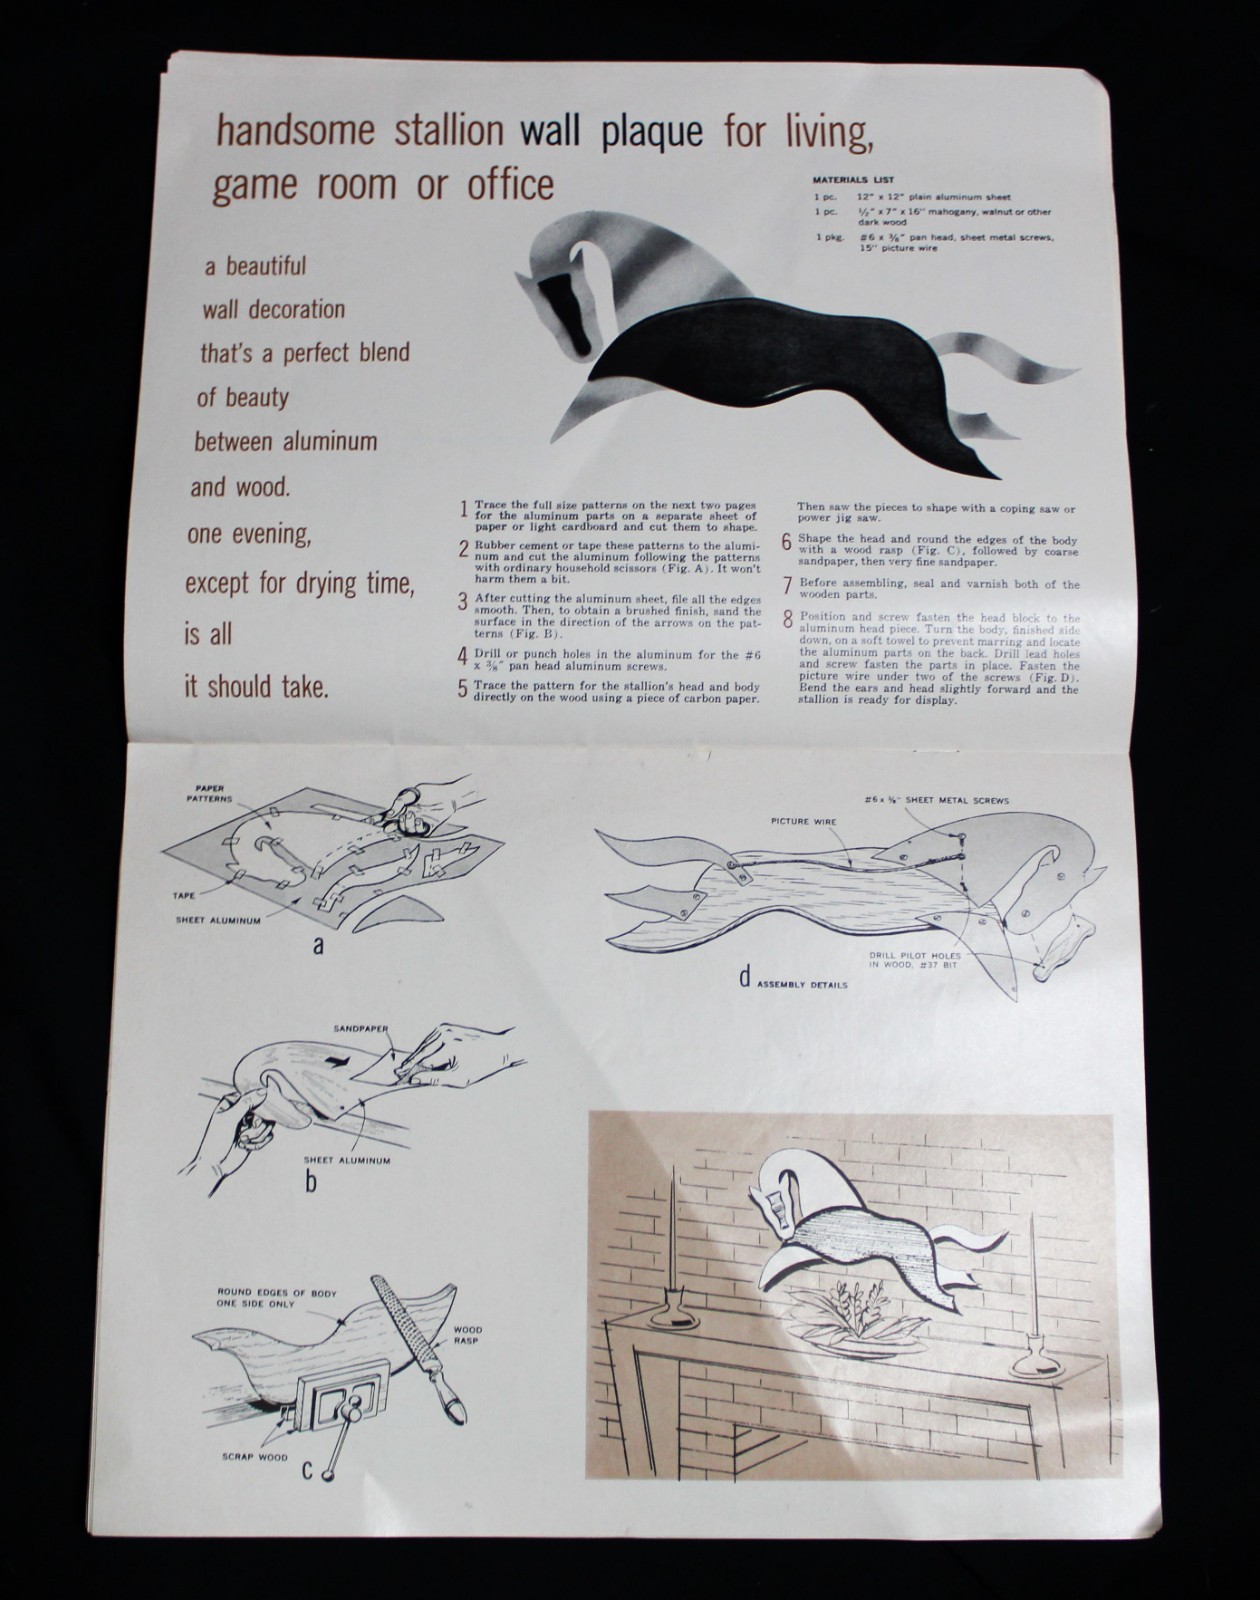 handsome stallion wall plaque for living,
game room or office
MATERIALS LIST
1 pc. 12" x 12" plain aluminum sheet
1 pc. ½" x 7" x 16" mahogany, walnut or other
dark wood
1 pkg. #6 x ⅜" pan head, sheet metal screws,
15" picture wire
a beautiful
wall decoration
that's a perfect blend
of beauty
between aluminum
and wood.
one evening,
except for drying time,
is all
it should take.
1 Trace the full size patterns on the next two pages
for the aluminum parts on a separate sheet of
paper or light cardboard and cut them to shape.
2 Rubber cement or tape these patterns to the alumi-
num and cut the aluminum following the patterns
with ordinary household scissors (Fig. A). It won't
harm them a bit.
3 After cutting the aluminum sheet, file all the edges
smooth. Then, to obtain a brushed finish, sand the
surface in the direction of the arrows on the pat-
terns (Fig. B).
4 Drill or punch holes in the aluminum for the #6
x ⅜" pan head aluminum screws.
5 Trace the pattern for the stallion's head and body
directly on the wood using a piece of carbon paper.
Then saw the pieces to shape with a coping saw or
power jig saw.
6 Shape the head and round the edges of the body
with a wood rasp (Fig. C), followed by coarse
sandpaper, then very fine sandpaper.
7 Before assembling, seal and varnish both of the
wooden parts.
8 Position and screw fasten the head block to the
aluminum head piece. Turn the body, finished side
down, on a soft towel to prevent marring and locate
the aluminum parts on the back. Drill lead holes
and screw fasten the parts in place. Fasten the
picture wire under two of the screws (Fig. D).
Bend the ears and head slightly forward and the
stallion is ready for display.
PAPER
PATTERNS
TAPE
SHEET ALUMINUM
a
#6 x ⅜" SHEET METAL SCREWS
PICTURE WIRE
DRILL PILOT HOLES
IN WOOD, #37 BIT
d ASSEMBLY DETAILS
SANDPAPER
SHEET ALUMINUM
b
ROUND EDGES OF BODY
ONE SIDE ONLY
WOOD
RASP
SCRAP WOOD
c